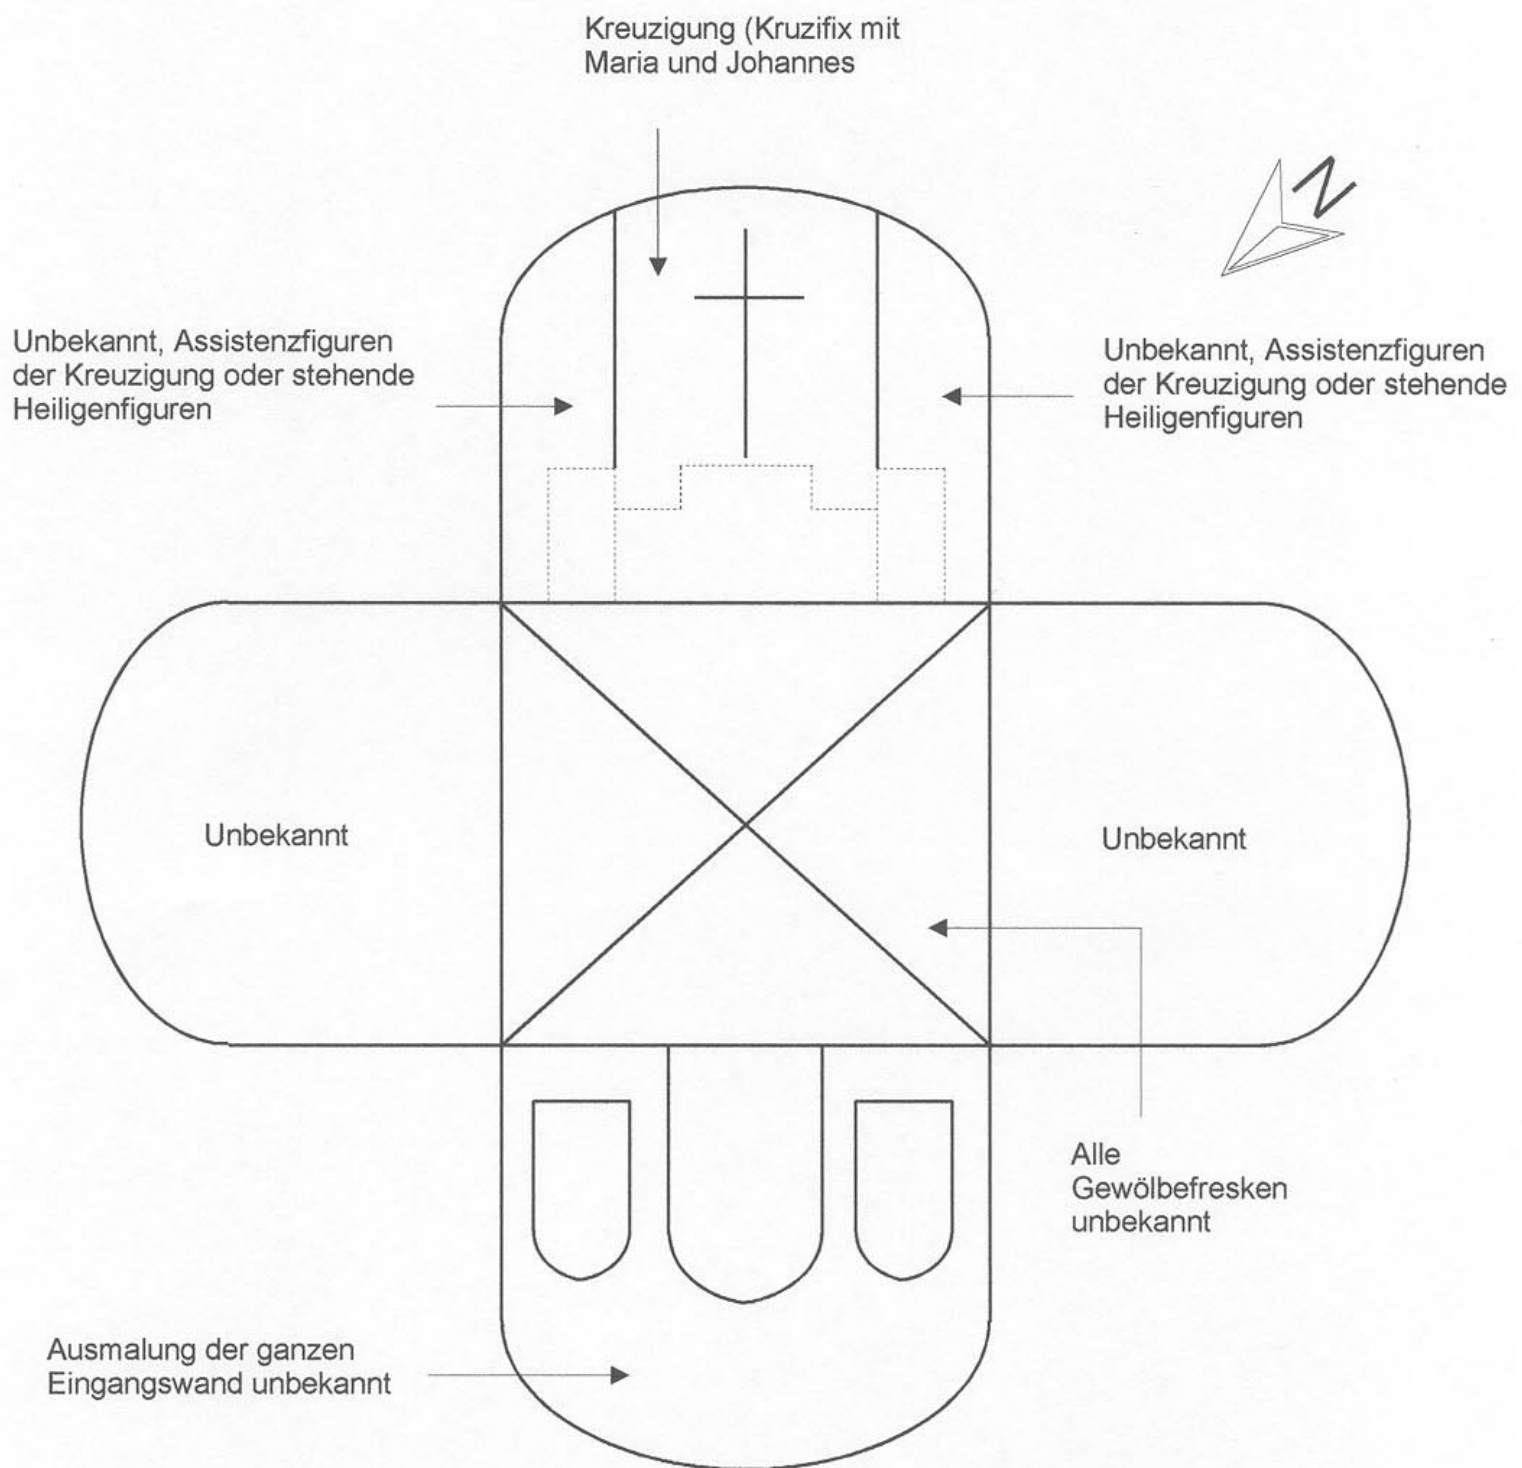 Kreuzigung (Kruzifix mit
Maria und Johannes
N
Unbekannt, Assistenzfiguren
der Kreuzigung oder stehende
Heiligenfiguren
Unbekannt, Assistenzfiguren
der Kreuzigung oder stehende
Heiligenfiguren
Unbekannt
Unbekannt
Alle
Gewölbefresken
unbekannt
Ausmalung der ganzen
Eingangswand unbekannt